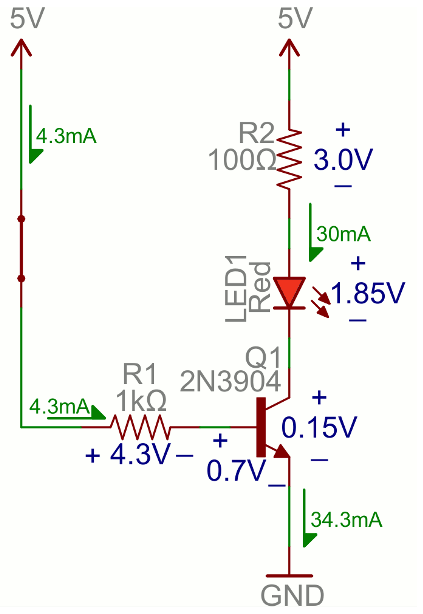 5V
5V
4.3mA
R2
100Ω
+
3.0V
−
30mA
LED1
Red
+
1.85V
−
Q1
2N3904
R1
1kΩ
4.3mA
+ 4.3V −
+
0.7V −
+
0.15V
−
34.3mA
GND